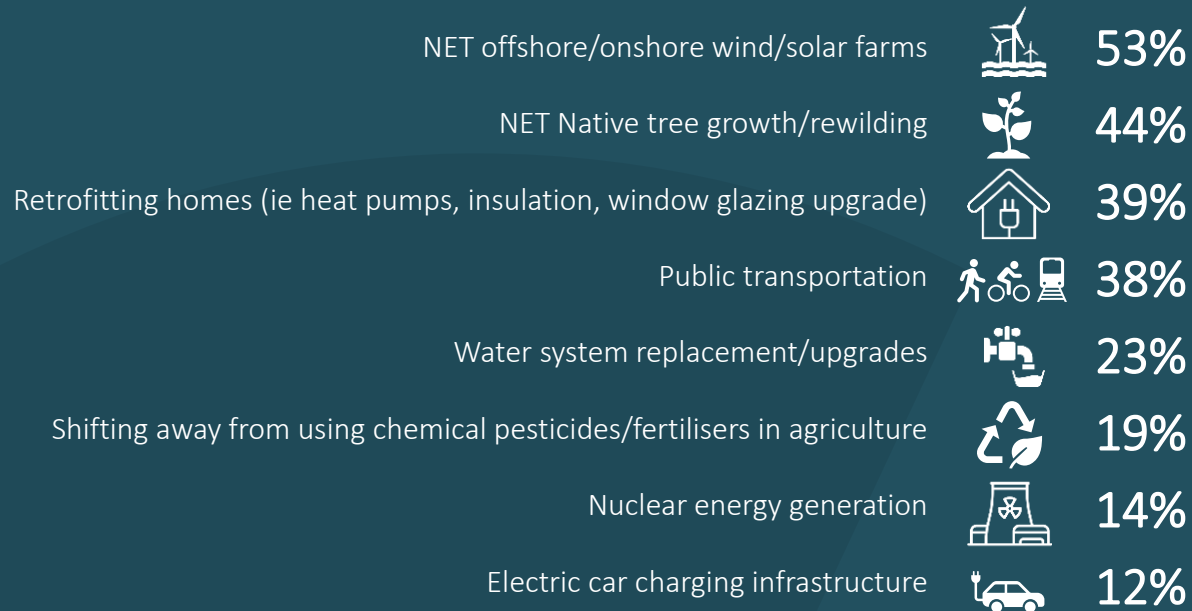 NET offshore/onshore wind/solar farms 53%
NET Native tree growth/rewilding 44%
Retrofitting homes (ie heat pumps, insulation, window glazing upgrade) 39%
Public transportation 38%
Water system replacement/upgrades 23%
Shifting away from using chemical pesticides/fertilisers in agriculture 19%
Nuclear energy generation 14%
Electric car charging infrastructure 12%